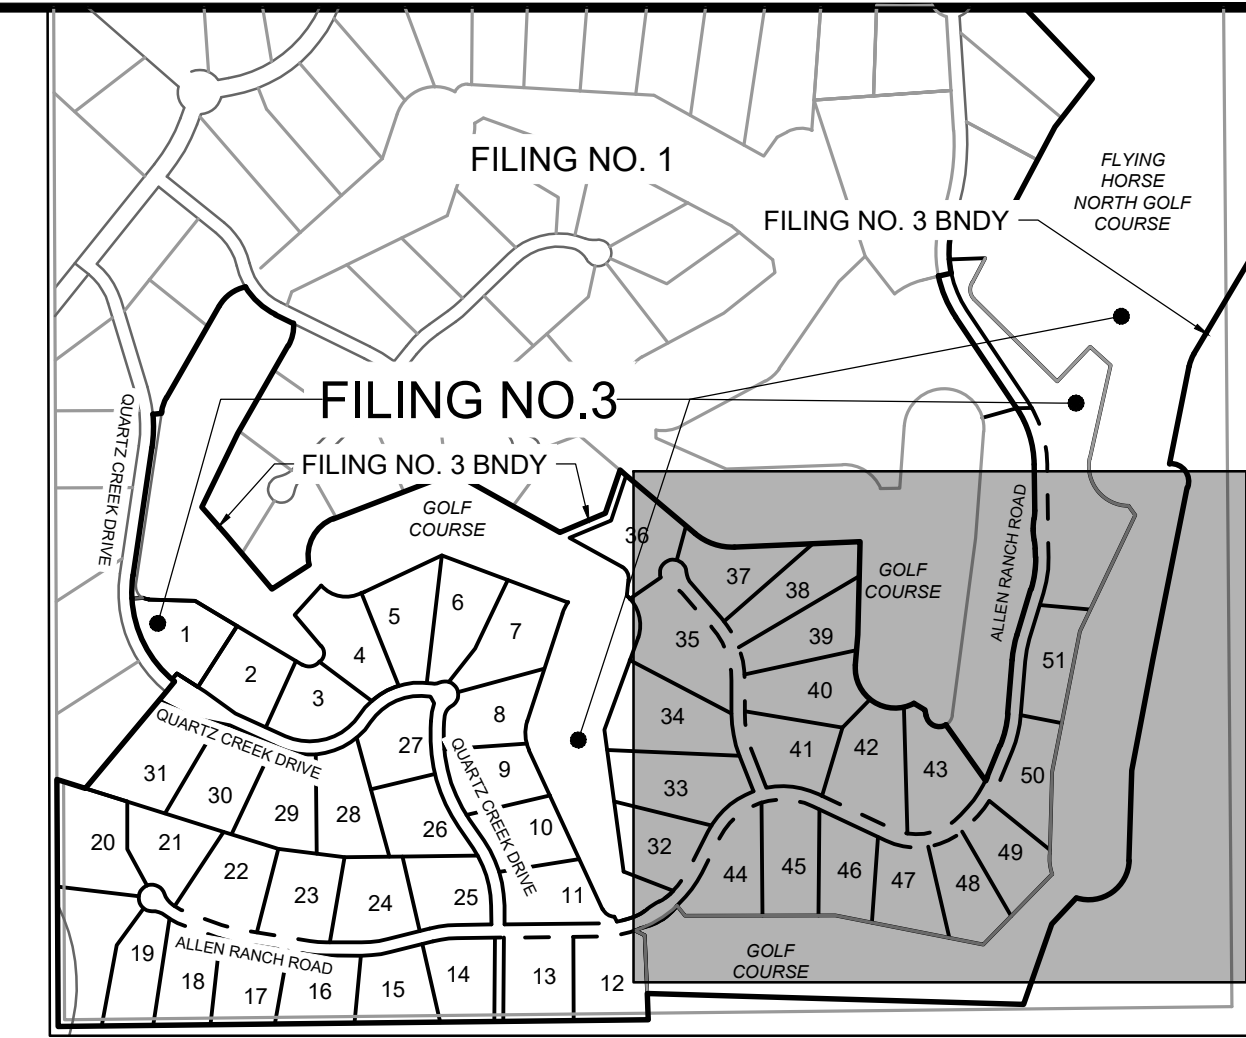 FILING NO. 1
FLYING
HORSE
NORTH GOLF
COURSE
FILING NO. 3 BNDY
FILING NO.3
FILING NO. 3 BNDY
GOLF
COURSE
QUARTZ CREEK DRIVE
ALLEN RANCH ROAD
GOLF
COURSE
36
37
38
39
40
35
34
33
32
41
42
43
51
50
49
48
47
46
45
44
1
2
3
4
5
6
7
8
9
10
11
QUARTZ CREEK DRIVE
QUARTZ CREEK DRIVE
27
26
28
29
30
31
20
21
22
23
24
25
19
18
17
16
15
14
13
12
ALLEN RANCH ROAD
GOLF
COURSE